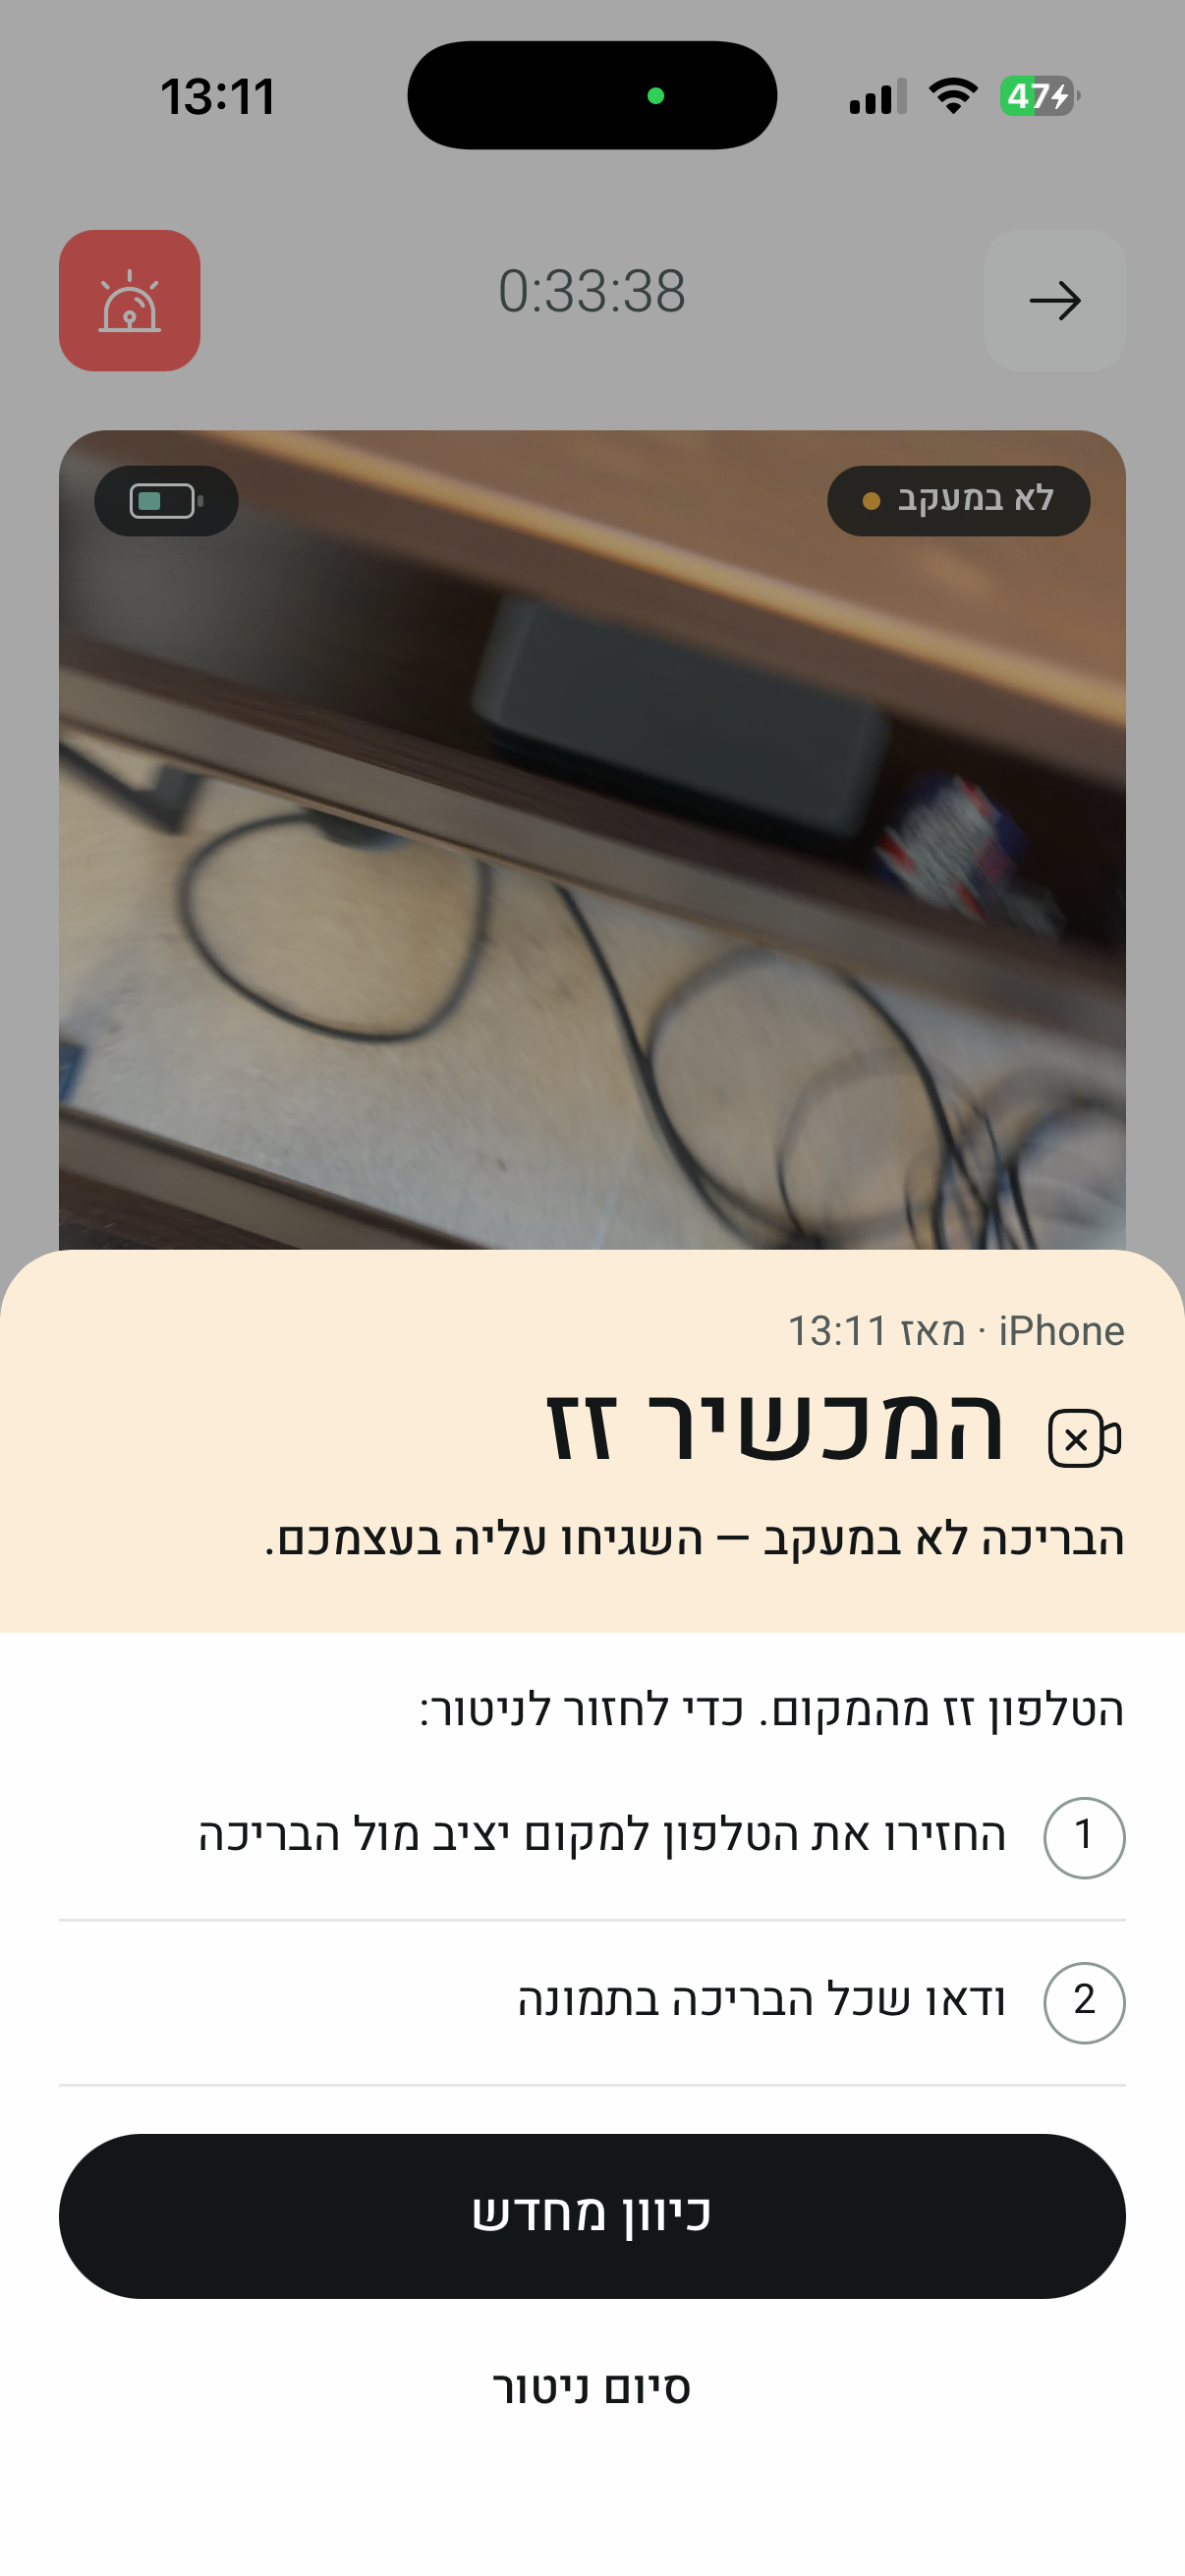 13:11
47
0:33:38
לא במעקב
iPhone · מאז 13:11
המכשיר זז
הבריכה לא במעקב – השגיחו עליה בעצמכם.
הטלפון זז מהמקום. כדי לחזור לניטור:
1 החזירו את הטלפון למקום יציב מול הבריכה
2 ודאו שכל הבריכה בתמונה
כיוון מחדש
סיום ניטור